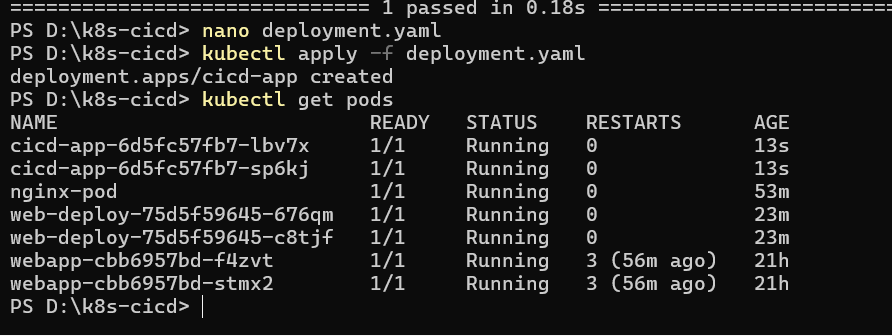 ============================== 1 passed in 0.18s =========================
PS D:\k8s-cicd> nano deployment.yaml
PS D:\k8s-cicd> kubectl apply -f deployment.yaml
deployment.apps/cicd-app created
PS D:\k8s-cicd> kubectl get pods
NAME                          READY   STATUS    RESTARTS      AGE
cicd-app-6d5fc57fb7-lbv7x     1/1     Running   0             13s
cicd-app-6d5fc57fb7-sp6kj     1/1     Running   0             13s
nginx-pod                     1/1     Running   0             53m
web-deploy-75d5f59645-676qm   1/1     Running   0             23m
web-deploy-75d5f59645-c8tjf   1/1     Running   0             23m
webapp-cbb6957bd-f4zvt        1/1     Running   3 (56m ago)   21h
webapp-cbb6957bd-stmx2        1/1     Running   3 (56m ago)   21h
PS D:\k8s-cicd>